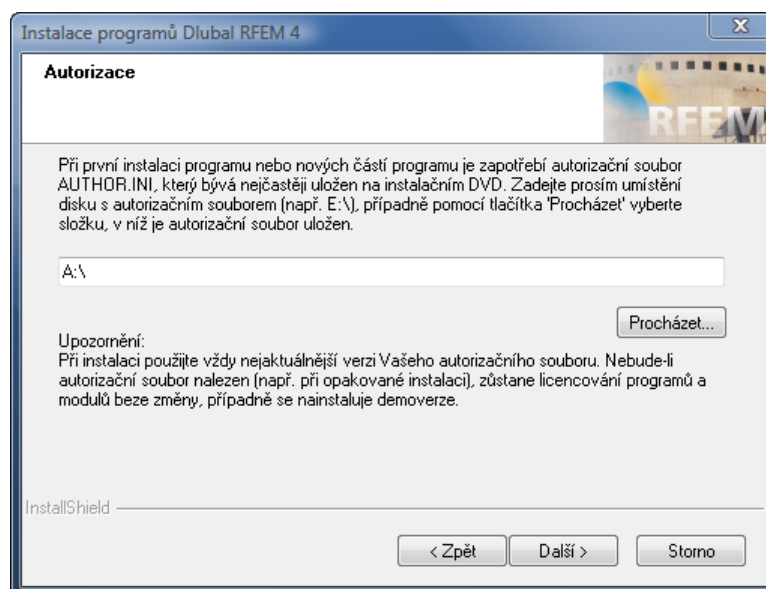 Instalace programů Dlubal RFEM 4
Autorizace
RFEM
Při první instalaci programu nebo nových částí programu je zapotřebí autorizační soubor
AUTHOR.INI, který bývá nejčastěji uložen na instalačním DVD. Zadejte prosím umístění
disku s autorizačním souborem (např. E:\), případně pomocí tlačítka 'Procházet' vyberte
složku, v níž je autorizační soubor uložen.
A:\
Procházet...
Upozornění:
Při instalaci použijte vždy nejaktuálnější verzi Vašeho autorizačního souboru. Nebude-li
autorizační soubor nalezen (např. při opakované instalaci), zůstane licencování programů a
modulů beze změny, případně se nainstaluje demoverze.
InstallShield
< Zpět
Další >
Storno